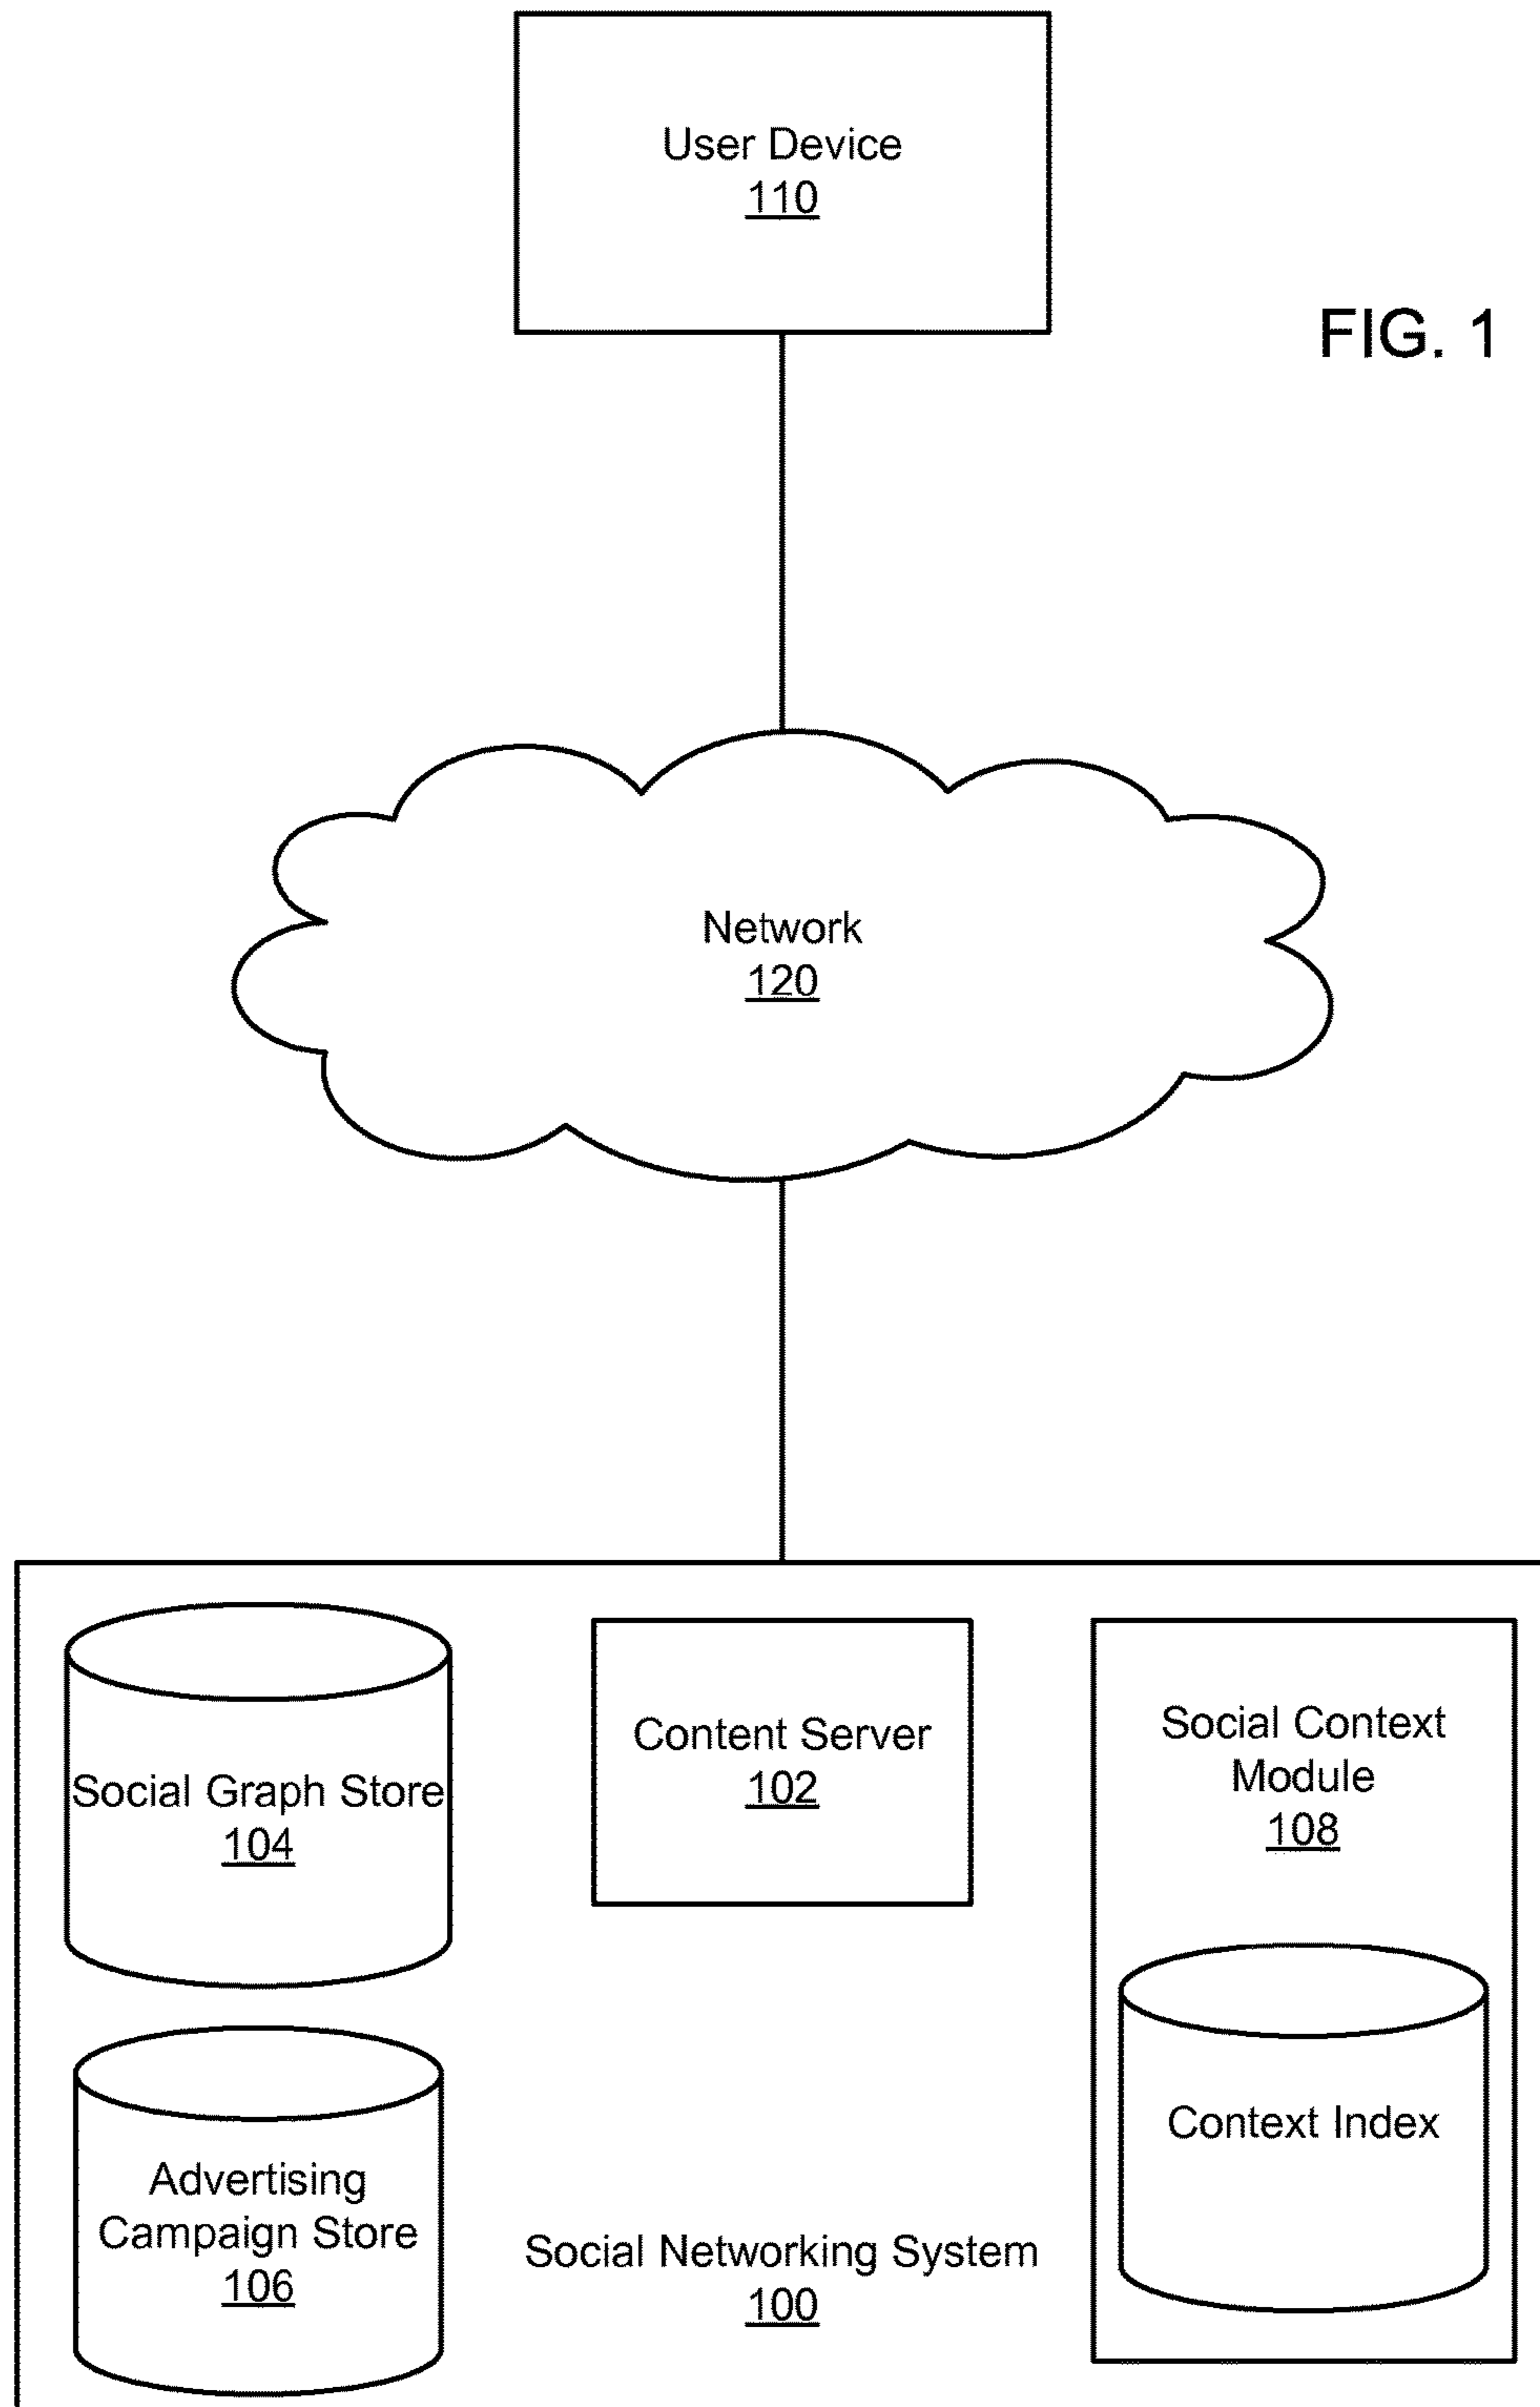 User Device
110
FIG. 1
Network
120
Social Graph Store
104
Content Server
102
Social Context
Module
108
Context Index
Advertising
Campaign Store
106
Social Networking System
100